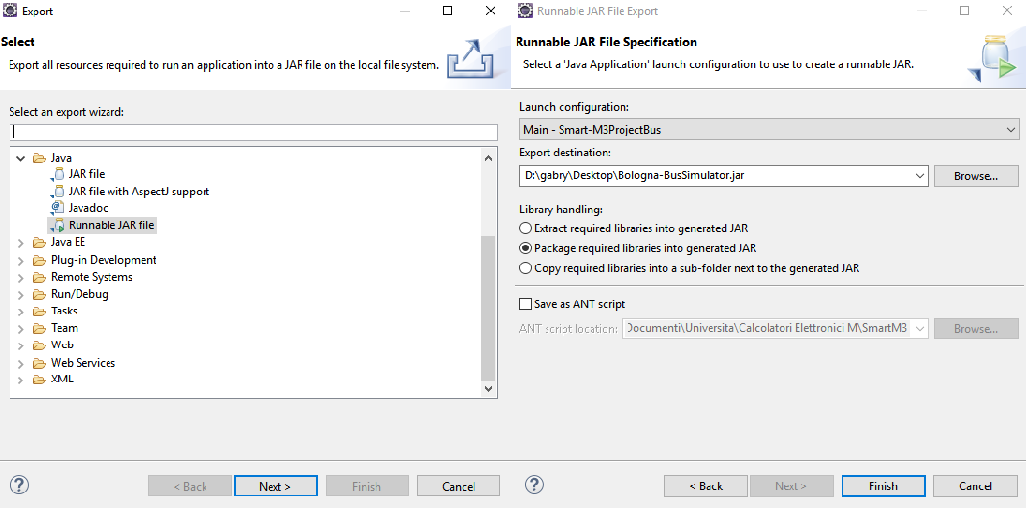 Export
Select
Export all resources required to run an application into a JAR file on the local file system.
Select an export wizard:
Java
JAR file
JAR file with AspectJ support
Javadoc
Runnable JAR file
Java EE
Plug-in Development
Remote Systems
Run/Debug
Tasks
Team
Web
Web Services
XML
< Back
Next >
Finish
Cancel
Runnable JAR File Export
Runnable JAR File Specification
Select a 'Java Application' launch configuration to use to create a runnable JAR.
Launch configuration:
Main - Smart-M3ProjectBus
Export destination:
D:\gabry\Desktop\Bologna-BusSimulator.jar
Browse...
Library handling:
Extract required libraries into generated JAR
Package required libraries into generated JAR
Copy required libraries into a sub-folder next to the generated JAR
Save as ANT script
ANT script location:
Documenti\Universita\Calcolatori Elettronici M\SmartM3
Browse...
< Back
Next >
Finish
Cancel